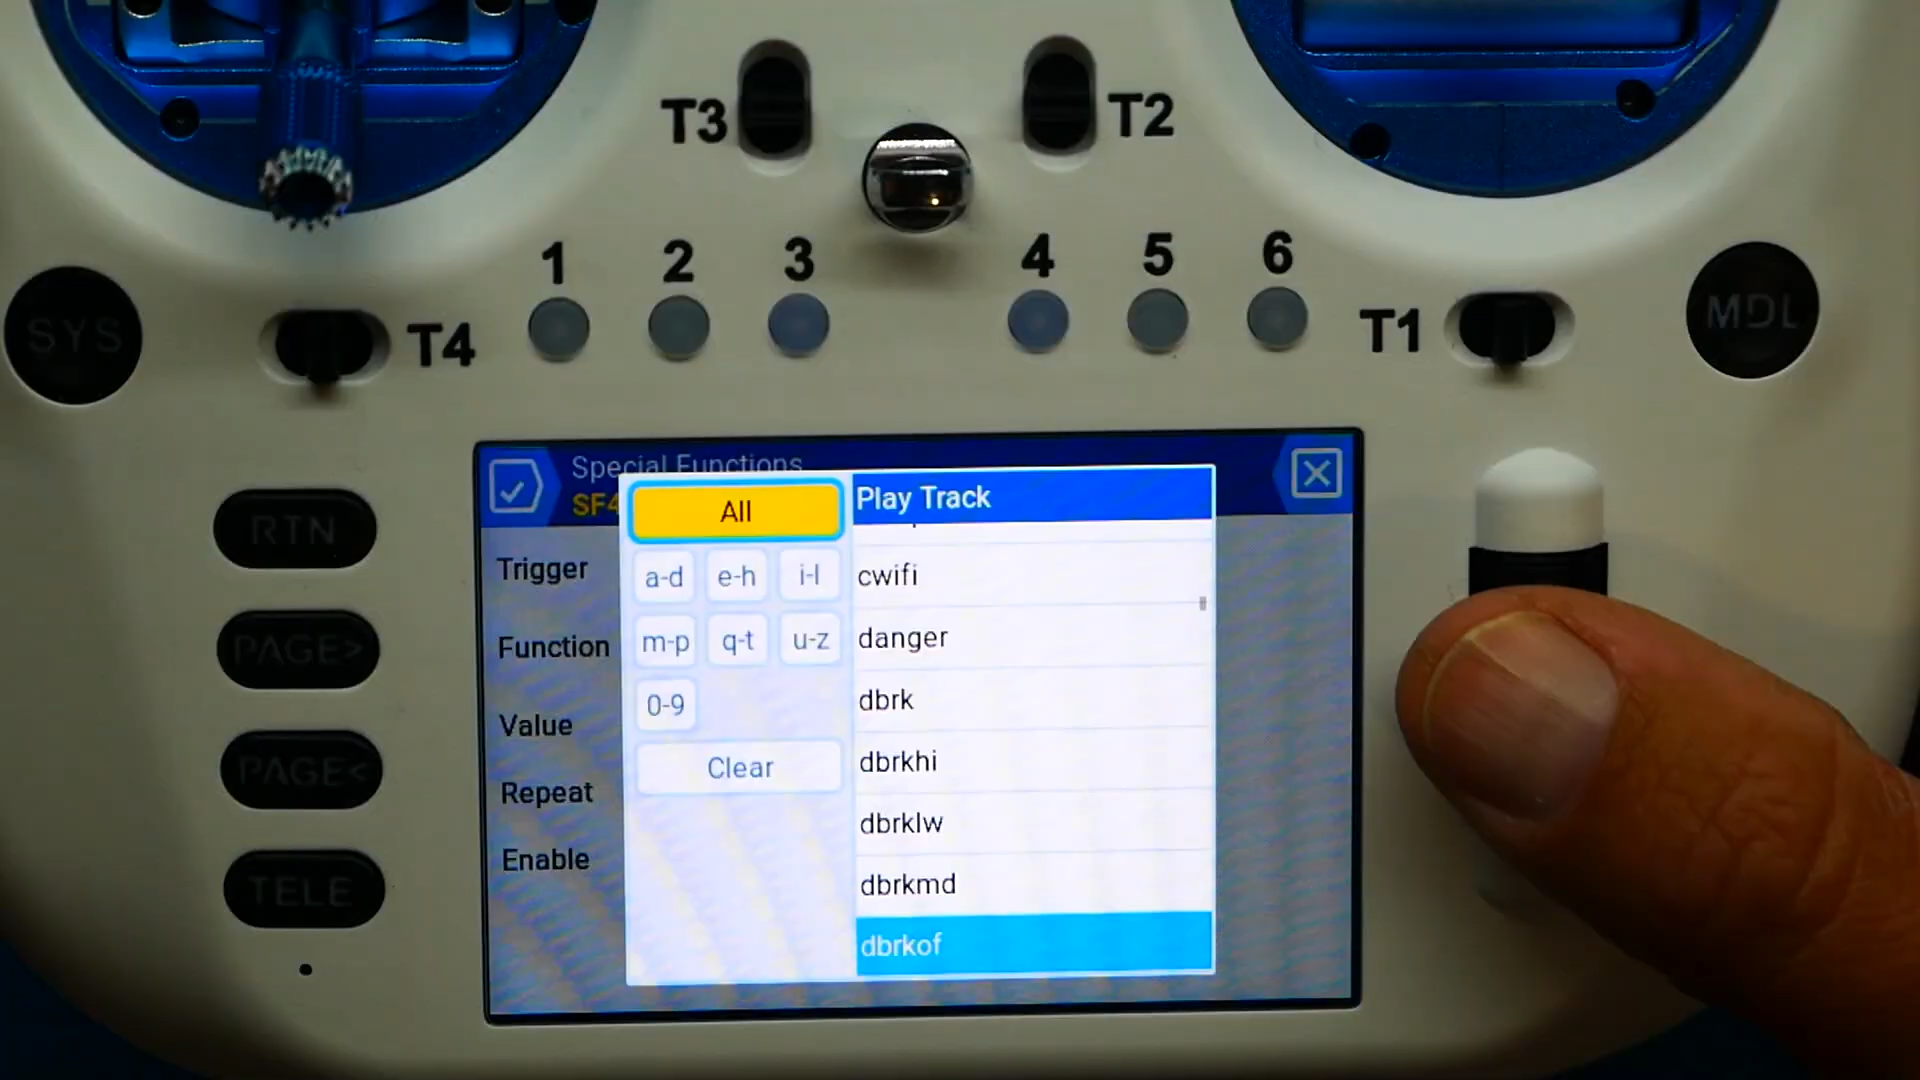 T3
T2
1
2
3
4
5
6
SYS
T4
T1
MDL
RTN
PAGE>
PAGE<
TELE
Special Functions
SF4
Trigger
Function
Value
Repeat
Enable
All
a-d
e-h
i-l
m-p
q-t
u-z
0-9
Clear
Play Track
cwifi
danger
dbrk
dbrkhi
dbrklw
dbrkmd
dbrkof